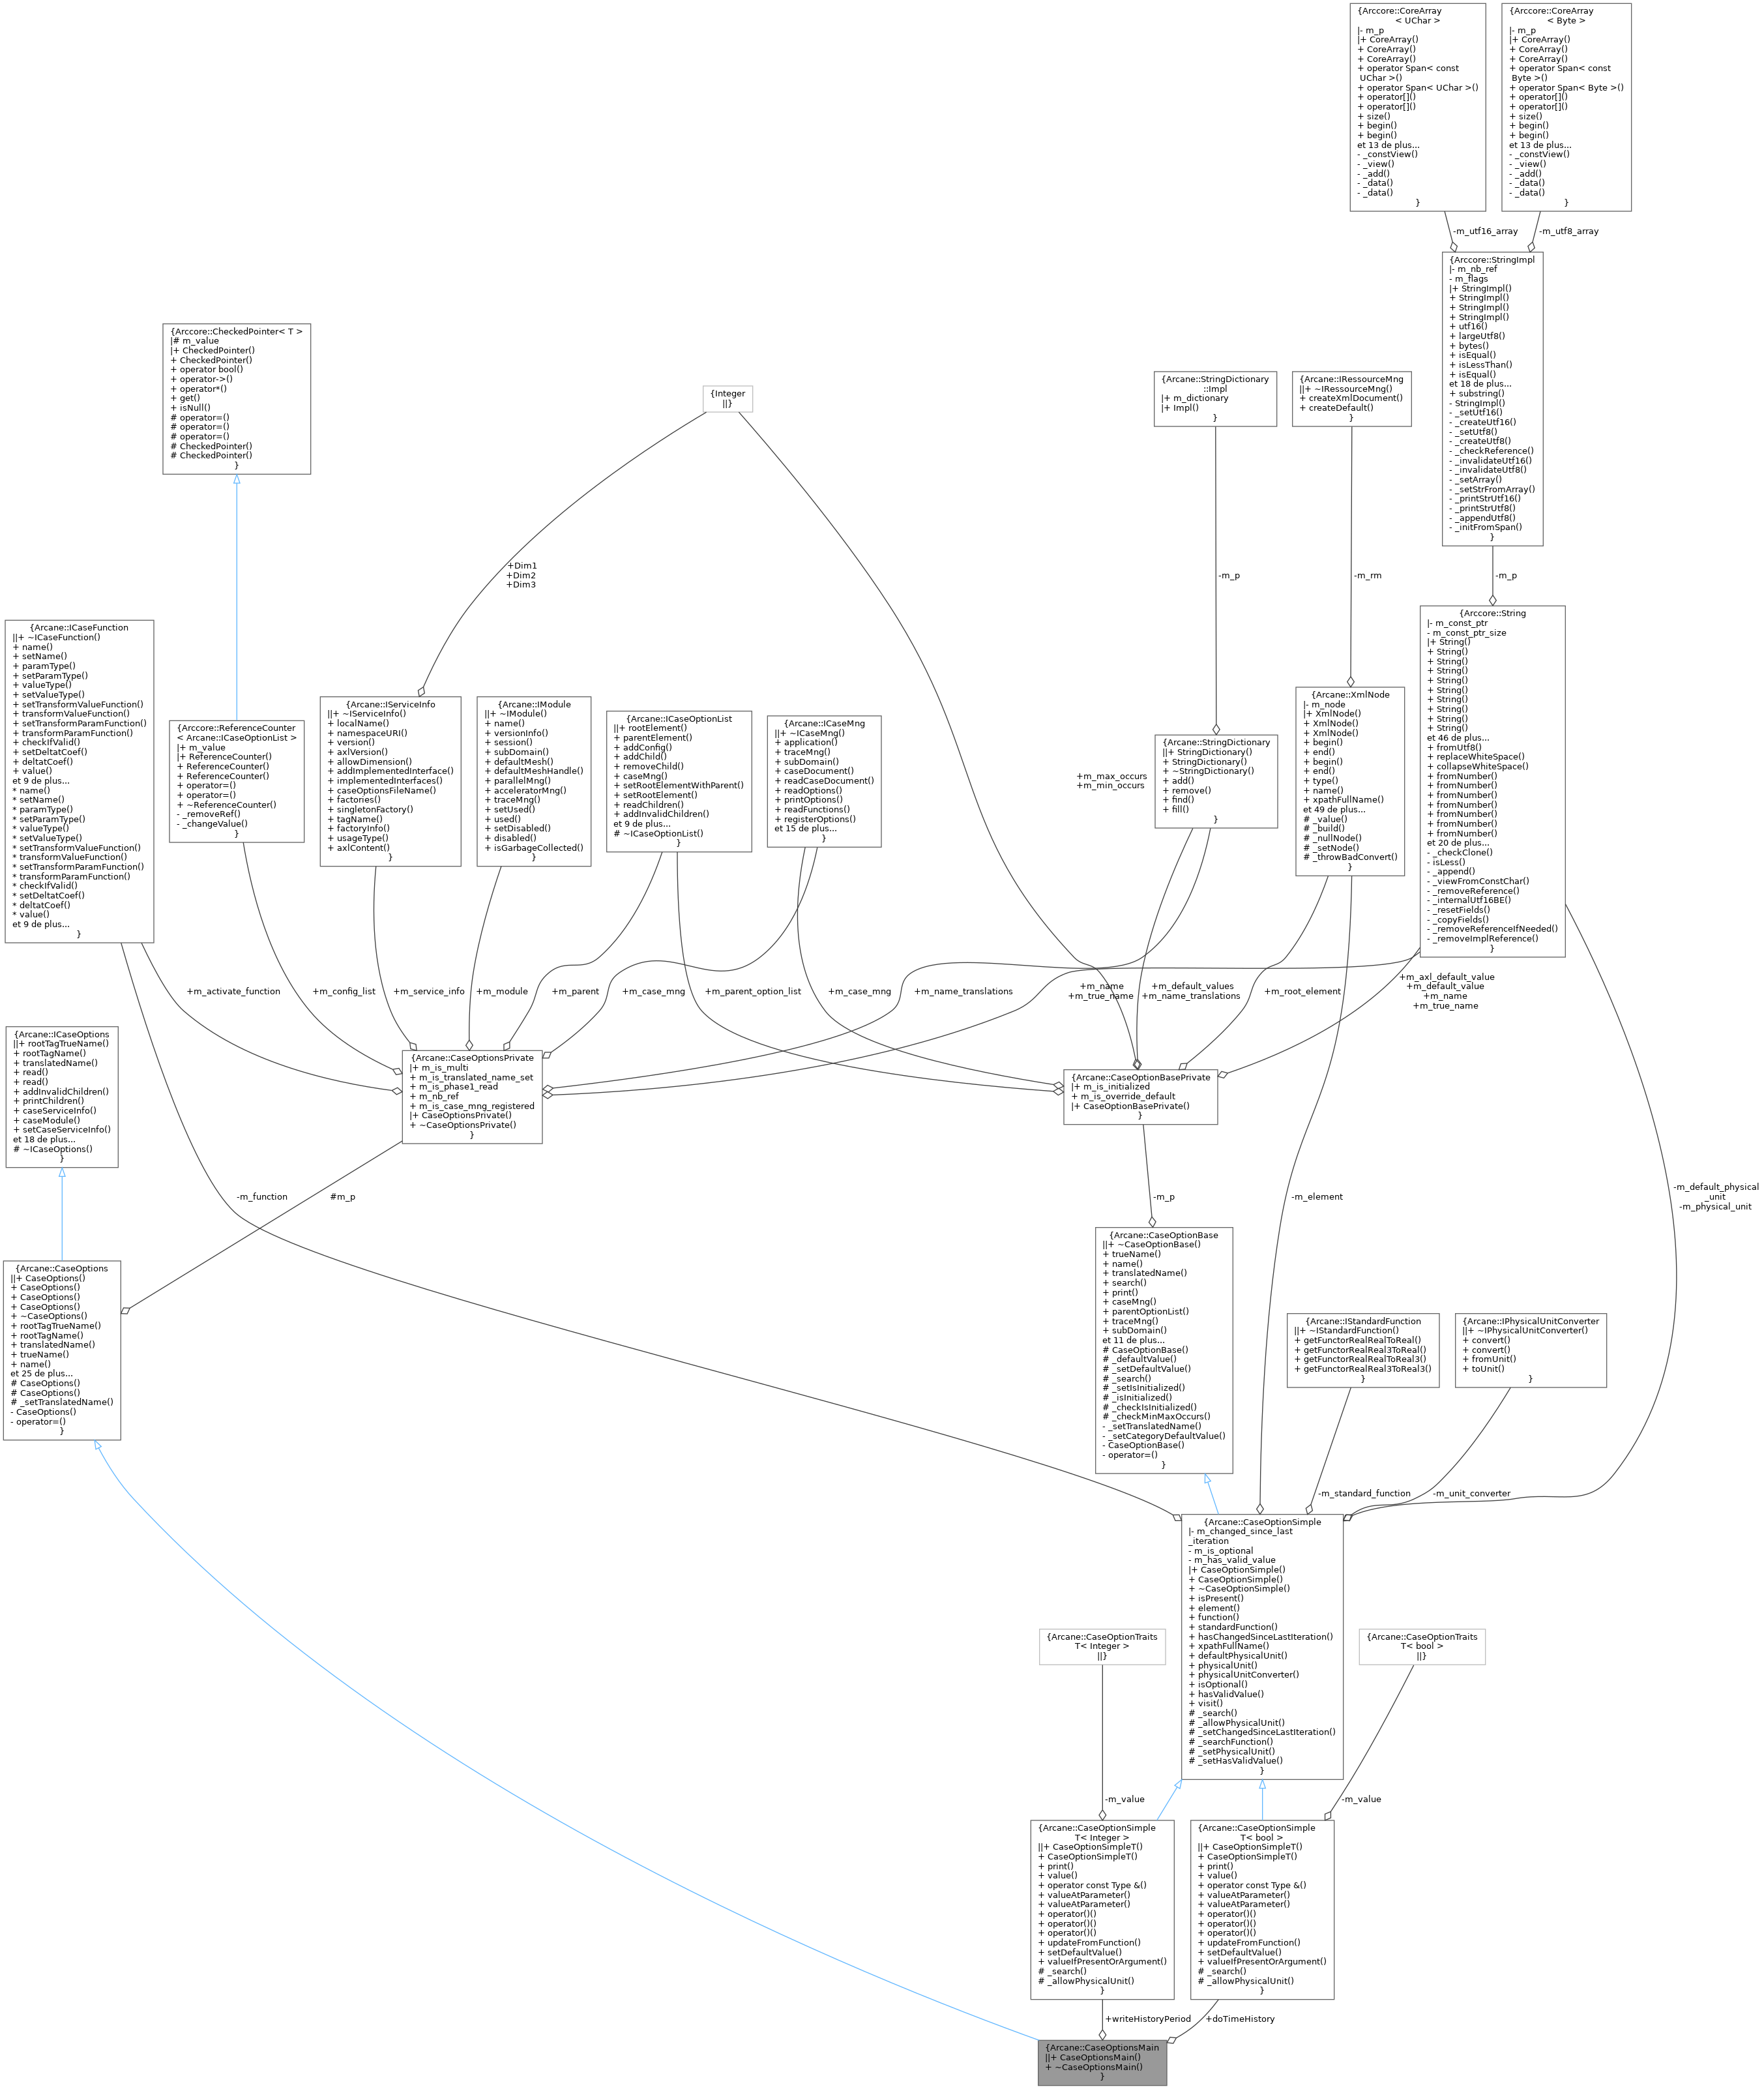 {Arccore::CoreArray
< UChar >
|- m_p
|+ CoreArray()
+ CoreArray()
+ CoreArray()
+ operator Span< const
UChar >()
+ operator Span< UChar >()
+ operator[]()
+ operator[]()
+ size()
+ begin()
+ begin()
et 13 de plus...
- _constView()
- _view()
- _add()
- _data()
- _data()
}
{Arccore::CoreArray
< Byte >
|- m_p
|+ CoreArray()
+ CoreArray()
+ CoreArray()
+ operator Span< const
Byte >()
+ operator Span< Byte >()
+ operator[]()
+ operator[]()
+ size()
+ begin()
+ begin()
et 13 de plus...
- _constView()
- _view()
- _add()
- _data()
- _data()
}
-m_utf16_array
-m_utf8_array
{Arccore::StringImpl
|- m_nb_ref
- m_flags
|+ StringImpl()
+ StringImpl()
+ StringImpl()
+ StringImpl()
+ utf16()
+ largeUtf8()
+ bytes()
+ isEqual()
+ isLessThan()
+ isEqual()
et 18 de plus...
+ substring()
- StringImpl()
- _setUtf16()
- _createUtf16()
- _setUtf8()
- _createUtf8()
- _checkReference()
- _invalidateUtf16()
- _invalidateUtf8()
- _setArray()
- _setStrFromArray()
- _printStrUtf16()
- _printStrUtf8()
- _appendUtf8()
- _initFromSpan()
}
{Arccore::CheckedPointer< T >
|# m_value
|+ CheckedPointer()
+ CheckedPointer()
+ operator bool()
+ operator->()
+ operator*()
+ get()
+ isNull()
# operator=()
# operator=()
# operator=()
# CheckedPointer()
# CheckedPointer()
}
{Integer
||}
{Arcane::StringDictionary
::Impl
|+ m_dictionary
|+ Impl()
}
{Arcane::IRessourceMng
||+ ~IRessourceMng()
+ createXmlDocument()
+ createDefault()
}
+Dim1
+Dim2
+Dim3
-m_p
-m_rm
-m_p
{Arcane::ICaseFunction
||+ ~ICaseFunction()
+ name()
+ setName()
+ paramType()
+ setParamType()
+ valueType()
+ setValueType()
+ setTransformValueFunction()
+ transformValueFunction()
+ setTransformParamFunction()
+ transformParamFunction()
+ checkIfValid()
+ setDeltatCoef()
+ deltatCoef()
+ value()
et 9 de plus...
* name()
* setName()
* paramType()
* setParamType()
* valueType()
* setValueType()
* setTransformValueFunction()
* transformValueFunction()
* setTransformParamFunction()
* transformParamFunction()
* checkIfValid()
* setDeltatCoef()
* deltatCoef()
* value()
et 9 de plus...
}
{Arccore::ReferenceCounter
< Arcane::ICaseOptionList >
|+ m_value
|+ ReferenceCounter()
+ ReferenceCounter()
+ ReferenceCounter()
+ operator=()
+ operator=()
+ ~ReferenceCounter()
- _removeRef()
- _changeValue()
}
{Arcane::IServiceInfo
||+ ~IServiceInfo()
+ localName()
+ namespaceURI()
+ version()
+ axlVersion()
+ allowDimension()
+ addImplementedInterface()
+ implementedInterfaces()
+ caseOptionsFileName()
+ factories()
+ singletonFactory()
+ tagName()
+ factoryInfo()
+ usageType()
+ axlContent()
}
{Arcane::IModule
||+ ~IModule()
+ name()
+ versionInfo()
+ session()
+ subDomain()
+ defaultMesh()
+ defaultMeshHandle()
+ parallelMng()
+ acceleratorMng()
+ traceMng()
+ setUsed()
+ used()
+ setDisabled()
+ disabled()
+ isGarbageCollected()
}
{Arcane::ICaseOptionList
||+ rootElement()
+ parentElement()
+ addConfig()
+ addChild()
+ removeChild()
+ caseMng()
+ setRootElementWithParent()
+ setRootElement()
+ readChildren()
+ addInvalidChildren()
et 9 de plus...
# ~ICaseOptionList()
}
{Arcane::ICaseMng
||+ ~ICaseMng()
+ application()
+ traceMng()
+ subDomain()
+ caseDocument()
+ readCaseDocument()
+ readOptions()
+ printOptions()
+ readFunctions()
+ registerOptions()
et 15 de plus...
}
+m_max_occurs
+m_min_occurs
{Arcane::StringDictionary
||+ StringDictionary()
+ StringDictionary()
+ ~StringDictionary()
+ add()
+ remove()
+ find()
+ fill()
}
{Arcane::XmlNode
|- m_node
|+ XmlNode()
+ XmlNode()
+ XmlNode()
+ begin()
+ end()
+ begin()
+ end()
+ type()
+ name()
+ xpathFullName()
et 49 de plus...
# _value()
# _build()
# _nullNode()
# _setNode()
# _throwBadConvert()
}
{Arccore::String
|- m_const_ptr
- m_const_ptr_size
|+ String()
+ String()
+ String()
+ String()
+ String()
+ String()
+ String()
+ String()
+ String()
+ String()
et 46 de plus...
+ fromUtf8()
+ replaceWhiteSpace()
+ collapseWhiteSpace()
+ fromNumber()
+ fromNumber()
+ fromNumber()
+ fromNumber()
+ fromNumber()
+ fromNumber()
+ fromNumber()
et 20 de plus...
- _checkClone()
- isLess()
- _append()
- _viewFromConstChar()
- _removeReference()
- _internalUtf16BE()
- _resetFields()
- _copyFields()
- _removeReferenceIfNeeded()
- _removeImplReference()
}
+m_activate_function
+m_config_list
+m_service_info
+m_module
+m_parent
+m_case_mng
+m_parent_option_list
+m_case_mng
+m_name_translations
+m_name
+m_true_name
+m_default_values
+m_name_translations
+m_root_element
+m_axl_default_value
+m_default_value
+m_name
+m_true_name
{Arcane::ICaseOptions
||+ rootTagTrueName()
+ rootTagName()
+ translatedName()
+ read()
+ read()
+ addInvalidChildren()
+ printChildren()
+ caseServiceInfo()
+ caseModule()
+ setCaseServiceInfo()
et 18 de plus...
# ~ICaseOptions()
}
{Arcane::CaseOptionsPrivate
|+ m_is_multi
+ m_is_translated_name_set
+ m_is_phase1_read
+ m_nb_ref
+ m_is_case_mng_registered
|+ CaseOptionsPrivate()
+ ~CaseOptionsPrivate()
}
{Arcane::CaseOptionBasePrivate
|+ m_is_initialized
+ m_is_override_default
|+ CaseOptionBasePrivate()
}
-m_function
#m_p
-m_p
-m_element
-m_default_physical
_unit
-m_physical_unit
{Arcane::CaseOptions
||+ CaseOptions()
+ CaseOptions()
+ CaseOptions()
+ CaseOptions()
+ ~CaseOptions()
+ rootTagTrueName()
+ rootTagName()
+ translatedName()
+ trueName()
+ name()
et 25 de plus...
# CaseOptions()
# CaseOptions()
# _setTranslatedName()
- CaseOptions()
- operator=()
}
{Arcane::CaseOptionBase
||+ ~CaseOptionBase()
+ trueName()
+ name()
+ translatedName()
+ search()
+ print()
+ caseMng()
+ parentOptionList()
+ traceMng()
+ subDomain()
et 11 de plus...
# CaseOptionBase()
# _defaultValue()
# _setDefaultValue()
# _search()
# _setIsInitialized()
# _isInitialized()
# _checkIsInitialized()
# _checkMinMaxOccurs()
- _setTranslatedName()
- _setCategoryDefaultValue()
- CaseOptionBase()
- operator=()
}
{Arcane::IStandardFunction
||+ ~IStandardFunction()
+ getFunctorRealRealToReal()
+ getFunctorRealReal3ToReal()
+ getFunctorRealRealToReal3()
+ getFunctorRealReal3ToReal3()
}
{Arcane::IPhysicalUnitConverter
||+ ~IPhysicalUnitConverter()
+ convert()
+ convert()
+ fromUnit()
+ toUnit()
}
-m_standard_function
-m_unit_converter
{Arcane::CaseOptionSimple
|- m_changed_since_last
_iteration
- m_is_optional
- m_has_valid_value
|+ CaseOptionSimple()
+ CaseOptionSimple()
+ ~CaseOptionSimple()
+ isPresent()
+ element()
+ function()
+ standardFunction()
+ hasChangedSinceLastIteration()
+ xpathFullName()
+ defaultPhysicalUnit()
+ physicalUnit()
+ physicalUnitConverter()
+ isOptional()
+ hasValidValue()
+ visit()
# _search()
# _allowPhysicalUnit()
# _setChangedSinceLastIteration()
# _searchFunction()
# _setPhysicalUnit()
# _setHasValidValue()
}
{Arcane::CaseOptionTraits
T< Integer >
||}
{Arcane::CaseOptionTraits
T< bool >
||}
-m_value
-m_value
{Arcane::CaseOptionSimple
T< Integer >
||+ CaseOptionSimpleT()
+ CaseOptionSimpleT()
+ print()
+ value()
+ operator const Type &()
+ valueAtParameter()
+ valueAtParameter()
+ operator()()
+ operator()()
+ operator()()
+ updateFromFunction()
+ setDefaultValue()
+ valueIfPresentOrArgument()
# _search()
# _allowPhysicalUnit()
}
{Arcane::CaseOptionSimple
T< bool >
||+ CaseOptionSimpleT()
+ CaseOptionSimpleT()
+ print()
+ value()
+ operator const Type &()
+ valueAtParameter()
+ valueAtParameter()
+ operator()()
+ operator()()
+ operator()()
+ updateFromFunction()
+ setDefaultValue()
+ valueIfPresentOrArgument()
# _search()
# _allowPhysicalUnit()
}
+writeHistoryPeriod
+doTimeHistory
{Arcane::CaseOptionsMain
||+ CaseOptionsMain()
+ ~CaseOptionsMain()
}